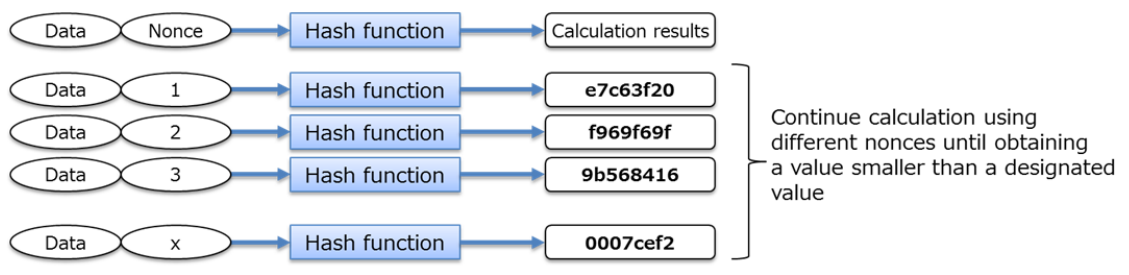 Data Nonce Hash function Calculation results
Data 1 Hash function e7c63f20
Data 2 Hash function f969f69f
Data 3 Hash function 9b568416
Data x Hash function 0007cef2
Continue calculation using
different nonces until obtaining
a value smaller than a designated
value